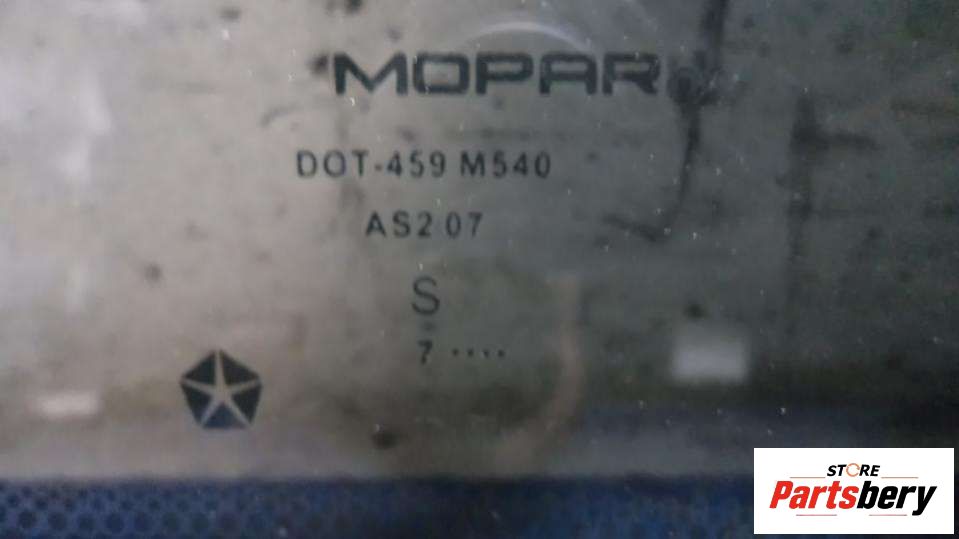 MOPAR
DOT-459 M540
AS2 07
S
7 ....
STORE
Partsbery